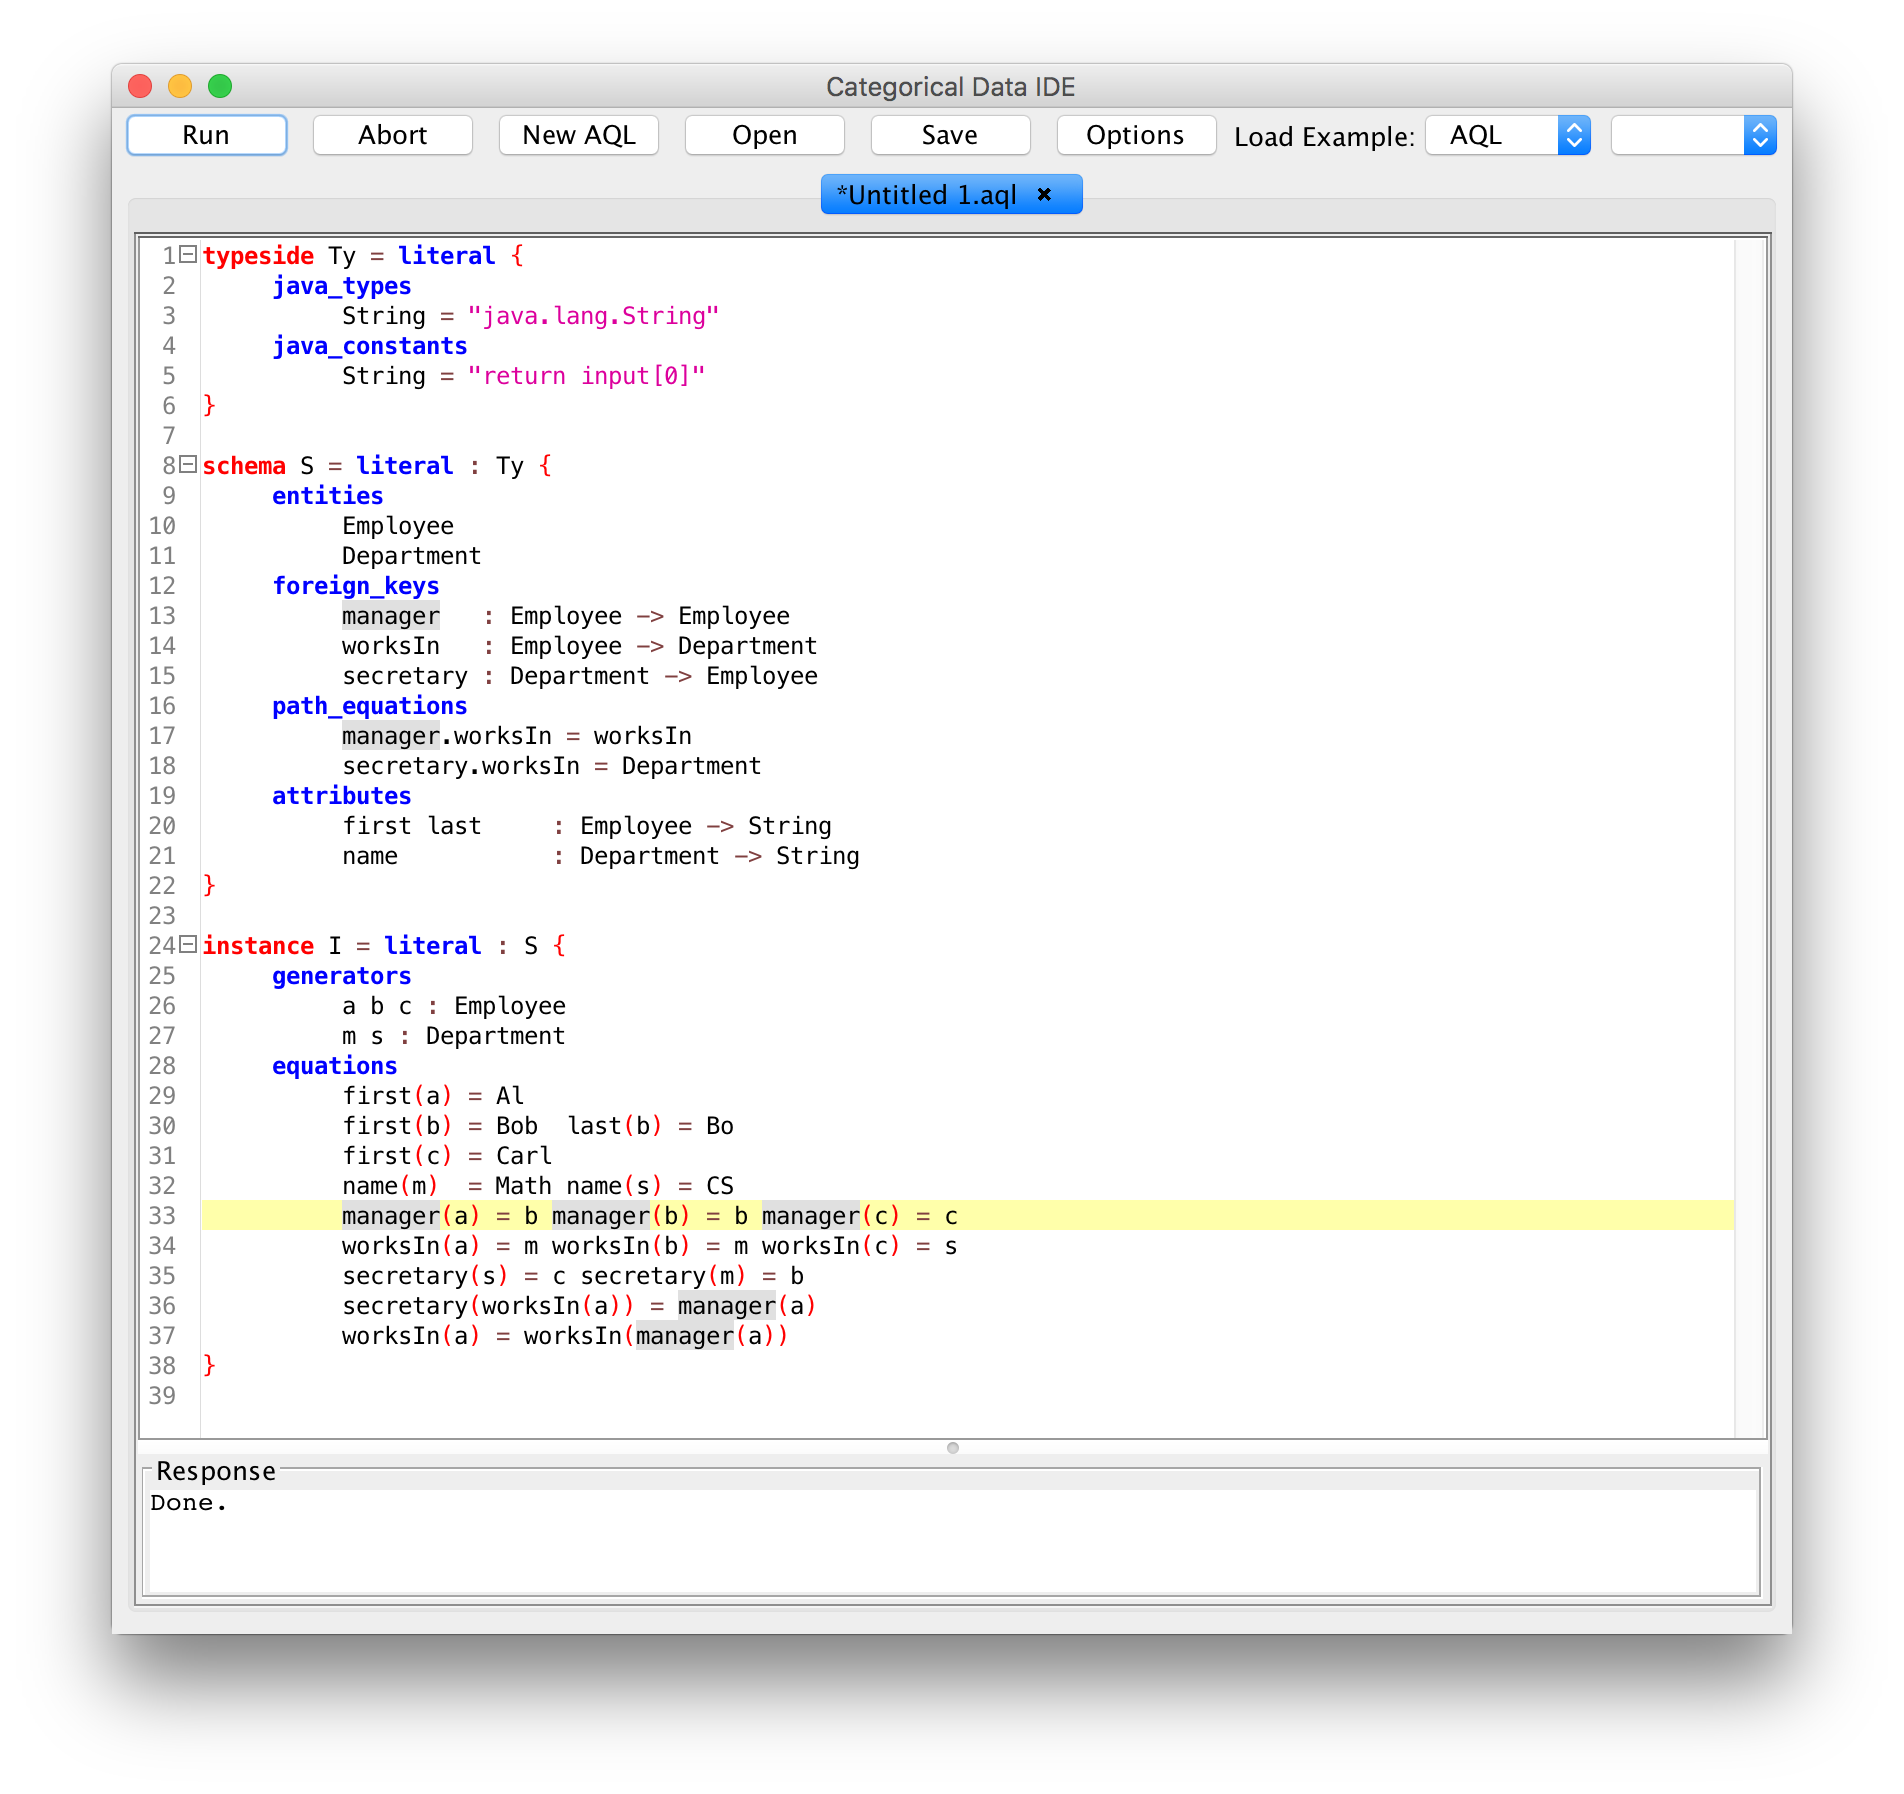 Categorical Data IDE
Run Abort New AQL Open Save Options Load Example: AQL
*Untitled 1.aql ✖
1 typeside Ty = literal {
2 java_types
3 String = "java.lang.String"
4 java_constants
5 String = "return input[0]"
6 }
7
8 schema S = literal : Ty {
9 entities
10 Employee
11 Department
12 foreign_keys
13 manager : Employee -> Employee
14 worksIn : Employee -> Department
15 secretary : Department -> Employee
16 path_equations
17 manager.worksIn = worksIn
18 secretary.worksIn = Department
19 attributes
20 first last : Employee -> String
21 name : Department -> String
22 }
23
24 instance I = literal : S {
25 generators
26 a b c : Employee
27 m s : Department
28 equations
29 first(a) = Al
30 first(b) = Bob last(b) = Bo
31 first(c) = Carl
32 name(m) = Math name(s) = CS
33 manager(a) = b manager(b) = b manager(c) = c
34 worksIn(a) = m worksIn(b) = m worksIn(c) = s
35 secretary(s) = c secretary(m) = b
36 secretary(worksIn(a)) = manager(a)
37 worksIn(a) = worksIn(manager(a))
38 }
39
Response
Done.